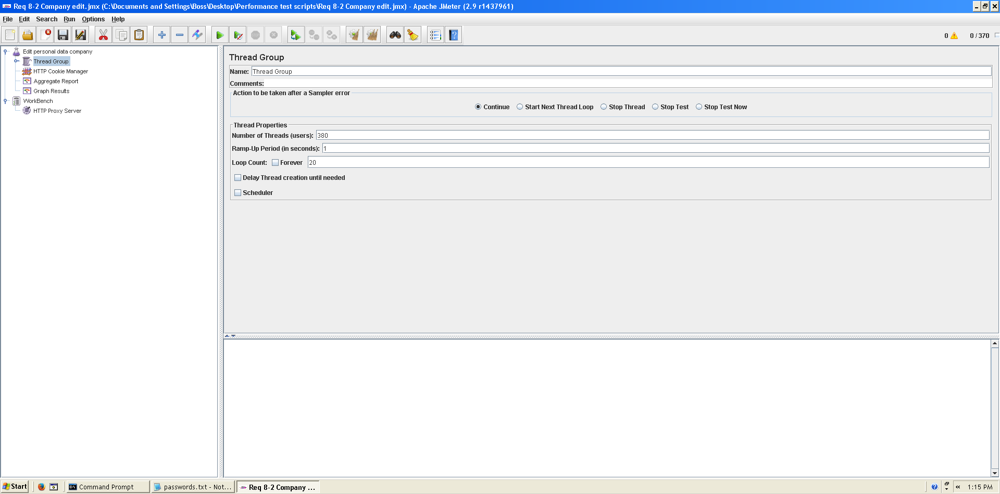 Req 8-2 Company edit.jmx (C:\Documents and Settings\Boss\Desktop\Performance test scripts\Req 8-2 Company edit.jmx) - Apache JMeter (2.9 r1437961)
File Edit Search Run Options Help
0 0 / 370
Edit personal data company
Thread Group
HTTP Cookie Manager
Aggregate Report
Graph Results
WorkBench
HTTP Proxy Server
Thread Group
Name: Thread Group
Comments:
Action to be taken after a Sampler error
Continue Start Next Thread Loop Stop Thread Stop Test Stop Test Now
Thread Properties
Number of Threads (users): 380
Ramp-Up Period (in seconds): 1
Loop Count: Forever 20
Delay Thread creation until needed
Scheduler
Start Command Prompt passwords.txt - Not... Req 8-2 Company ... 1:15 PM